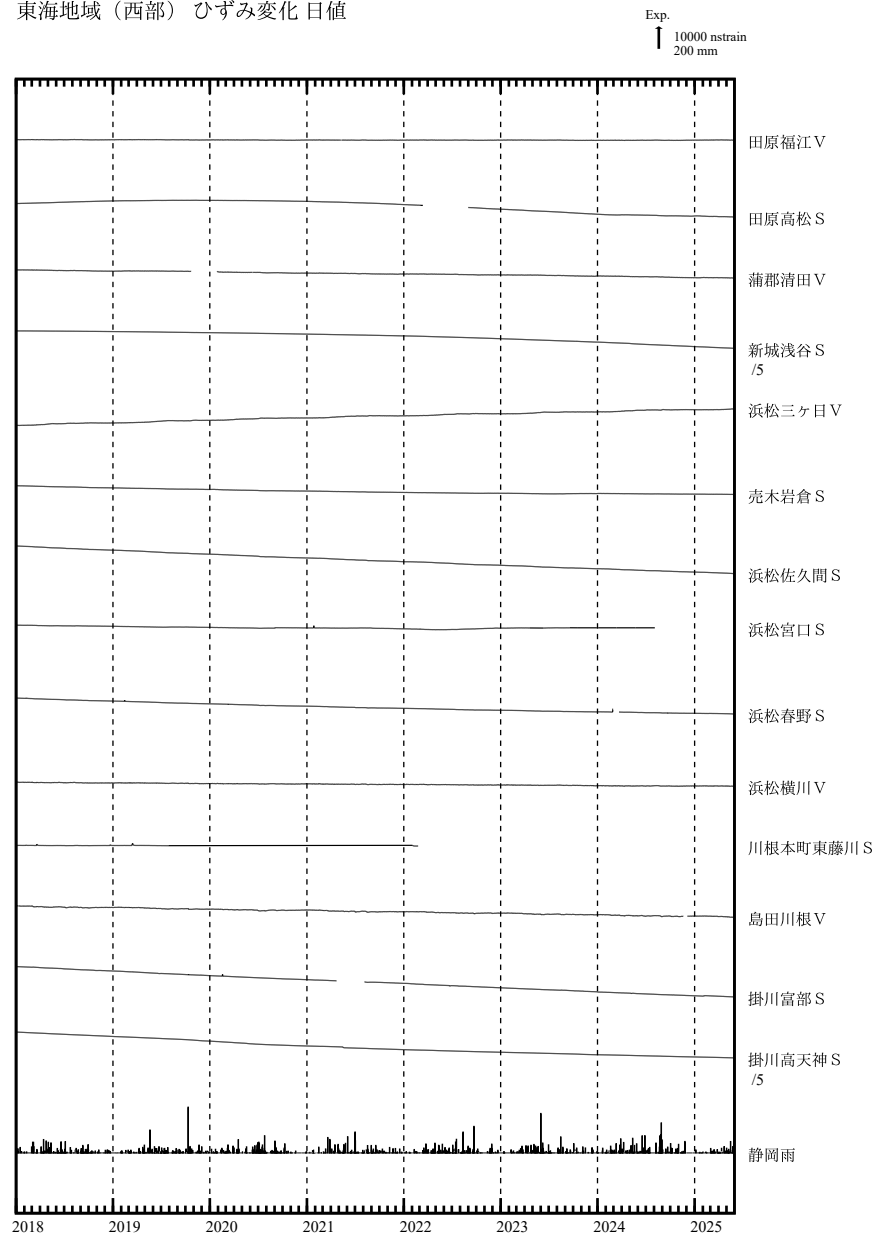 東海地域（西部） ひずみ変化 日値
Exp.
10000 nstrain
200 mm
田原福江Ｖ
田原高松Ｓ
蒲郡清田Ｖ
新城浅谷Ｓ
/5
浜松三ヶ日Ｖ
売木岩倉Ｓ
浜松佐久間Ｓ
浜松宮口Ｓ
浜松春野Ｓ
浜松横川Ｖ
川根本町東藤川Ｓ
島田川根Ｖ
掛川富部Ｓ
掛川高天神Ｓ
/5
静岡雨
2018 2019 2020 2021 2022 2023 2024 2025